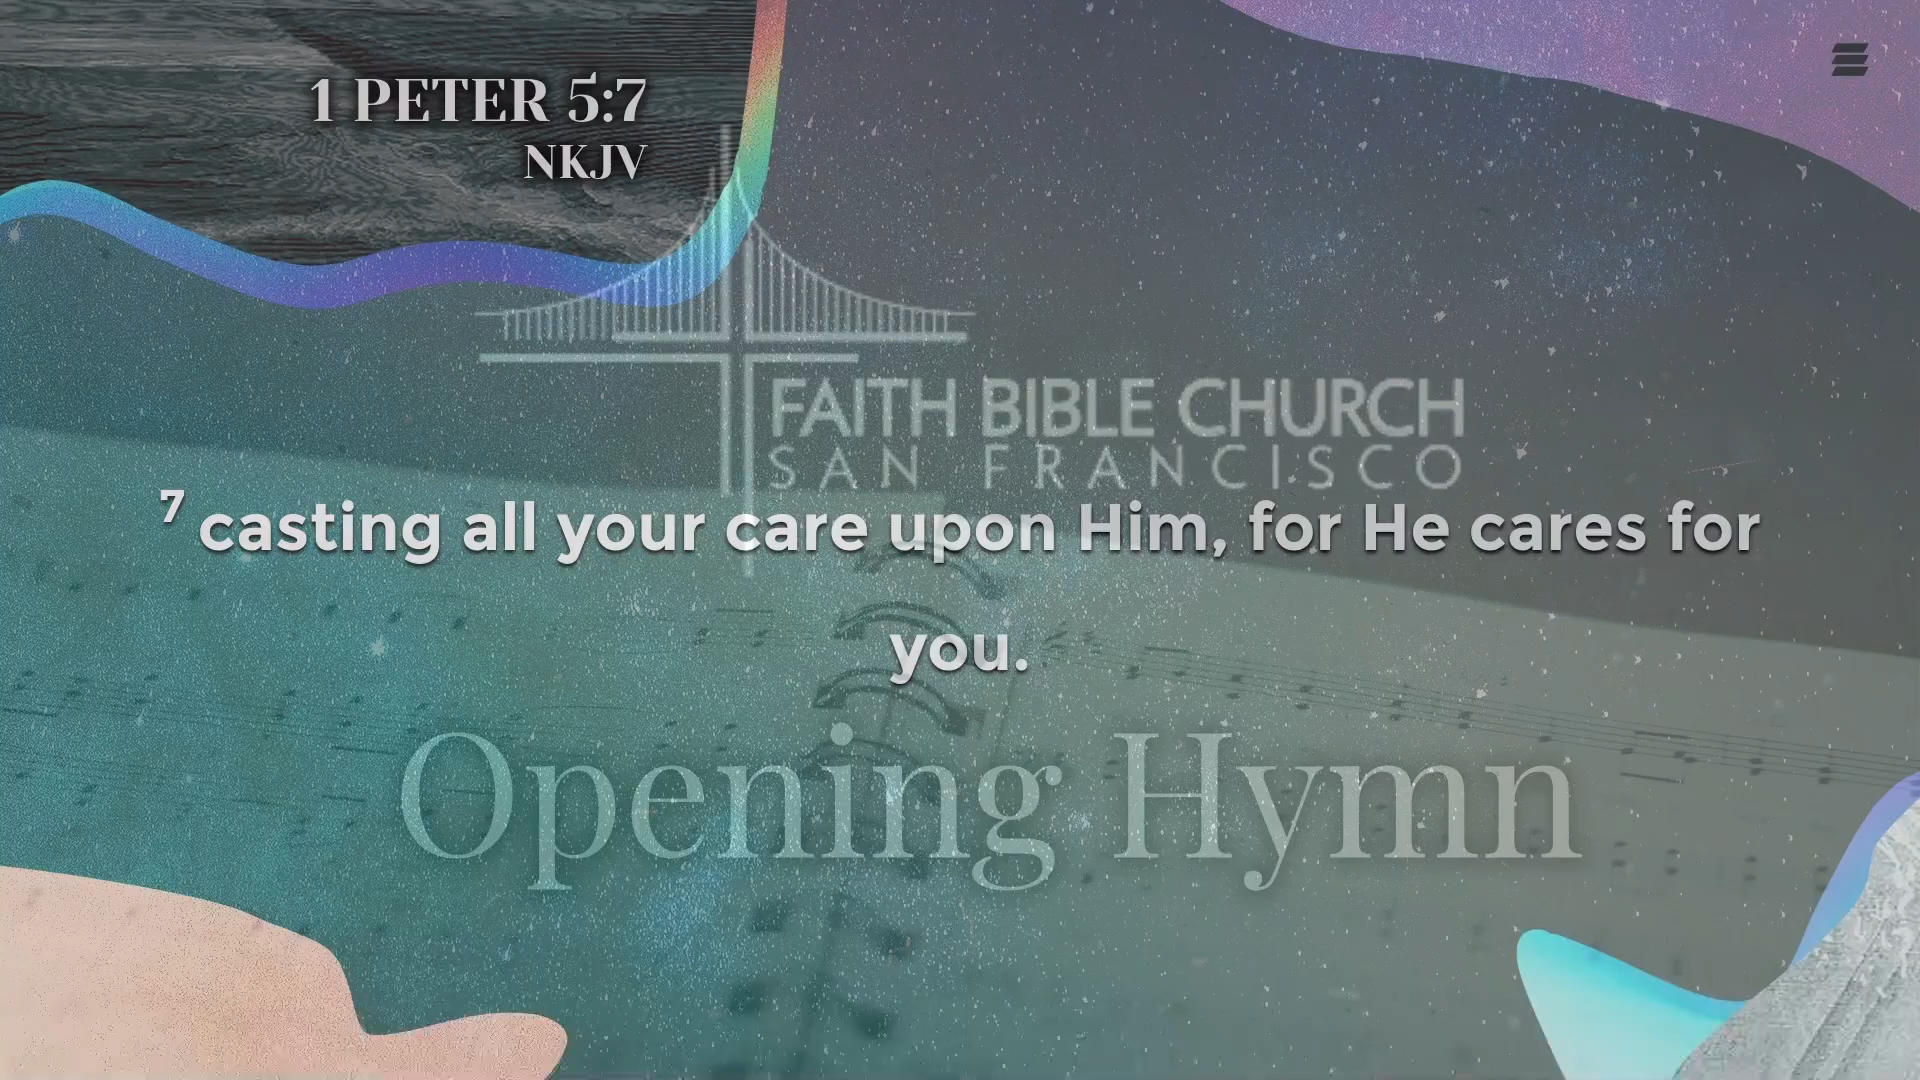 1 PETER 5:7
NKJV
FAITH BIBLE CHURCH
SAN FRANCISCO
7 casting all your care upon Him, for He cares for
you.
Opening Hymn